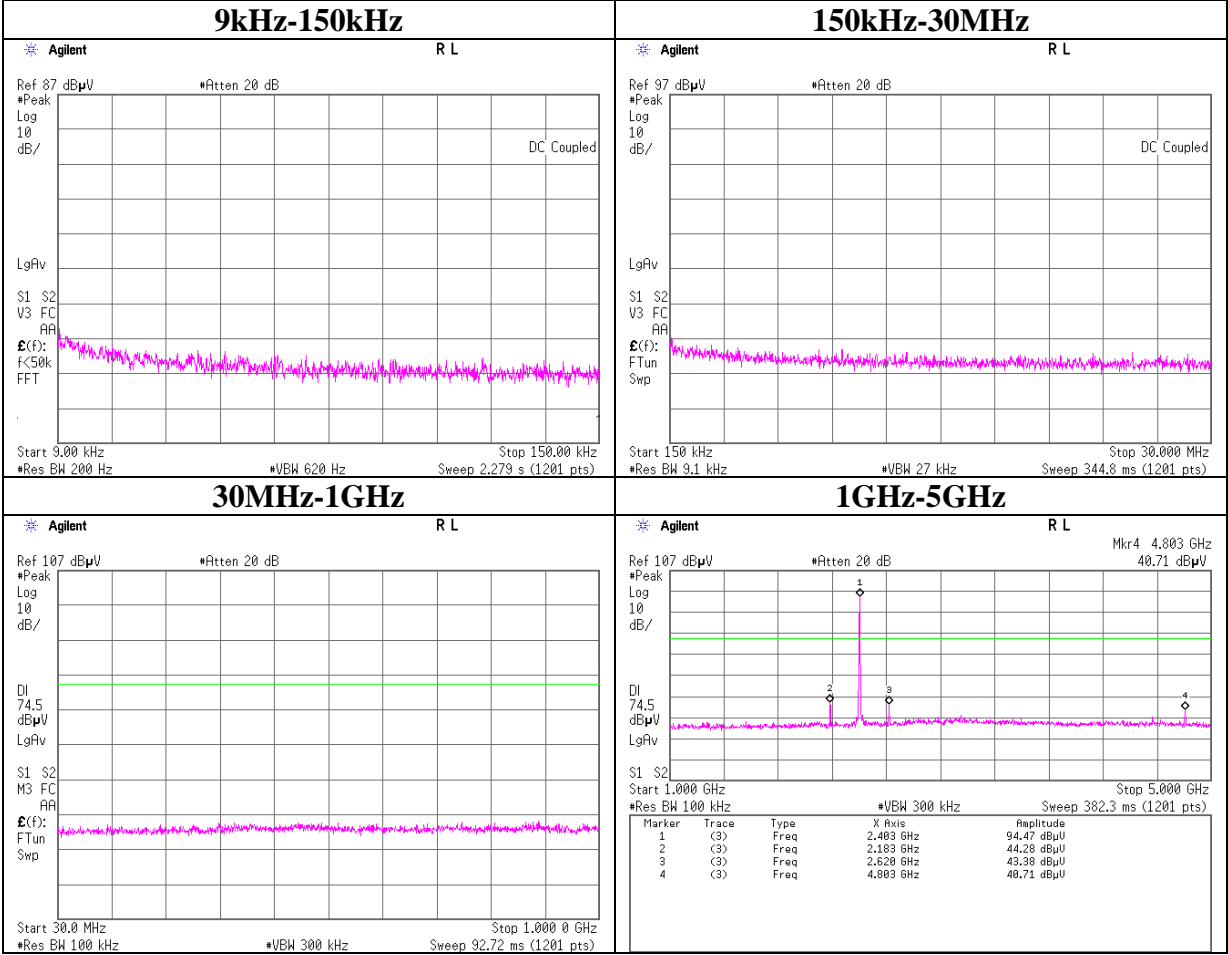 9kHz-150kHz
Agilent
R L
Ref 87 dBµV #Atten 20 dB
#Peak
Log
10
dB/
DC Coupled
LgAv
S1 S2
V3 FC
AA
£(f):
f<50k
FFT
Start 9.00 kHz Stop 150.00 kHz
#Res BW 200 Hz #VBW 620 Hz Sweep 2.279 s (1201 pts)
150kHz-30MHz
Agilent
R L
Ref 97 dBµV #Atten 20 dB
#Peak
Log
10
dB/
DC Coupled
LgAv
S1 S2
V3 FC
AA
£(f):
FTun
Swp
Start 150 kHz Stop 30.000 MHz
#Res BW 9.1 kHz #VBW 27 kHz Sweep 344.8 ms (1201 pts)
30MHz-1GHz
Agilent
R L
Ref 107 dBµV #Atten 20 dB
#Peak
Log
10
dB/
DI
74.5
dBµV
LgAv
S1 S2
M3 FC
AA
£(f):
FTun
Swp
Start 30.0 MHz Stop 1.000 0 GHz
#Res BW 100 kHz #VBW 300 kHz Sweep 92.72 ms (1201 pts)
1GHz-5GHz
Agilent
R L
Mkr4 4.803 GHz
Ref 107 dBµV #Atten 20 dB 40.71 dBµV
#Peak
Log
10
dB/
1
DI
2 3 4
74.5
dBµV
LgAv
S1 S2
Start 1.000 GHz Stop 5.000 GHz
#Res BW 100 kHz #VBW 300 kHz Sweep 382.3 ms (1201 pts)
Marker Trace Type X Axis Amplitude
1 (3) Freq 2.403 GHz 94.47 dBµV
2 (3) Freq 2.183 GHz 44.28 dBµV
3 (3) Freq 2.620 GHz 43.38 dBµV
4 (3) Freq 4.803 GHz 40.71 dBµV